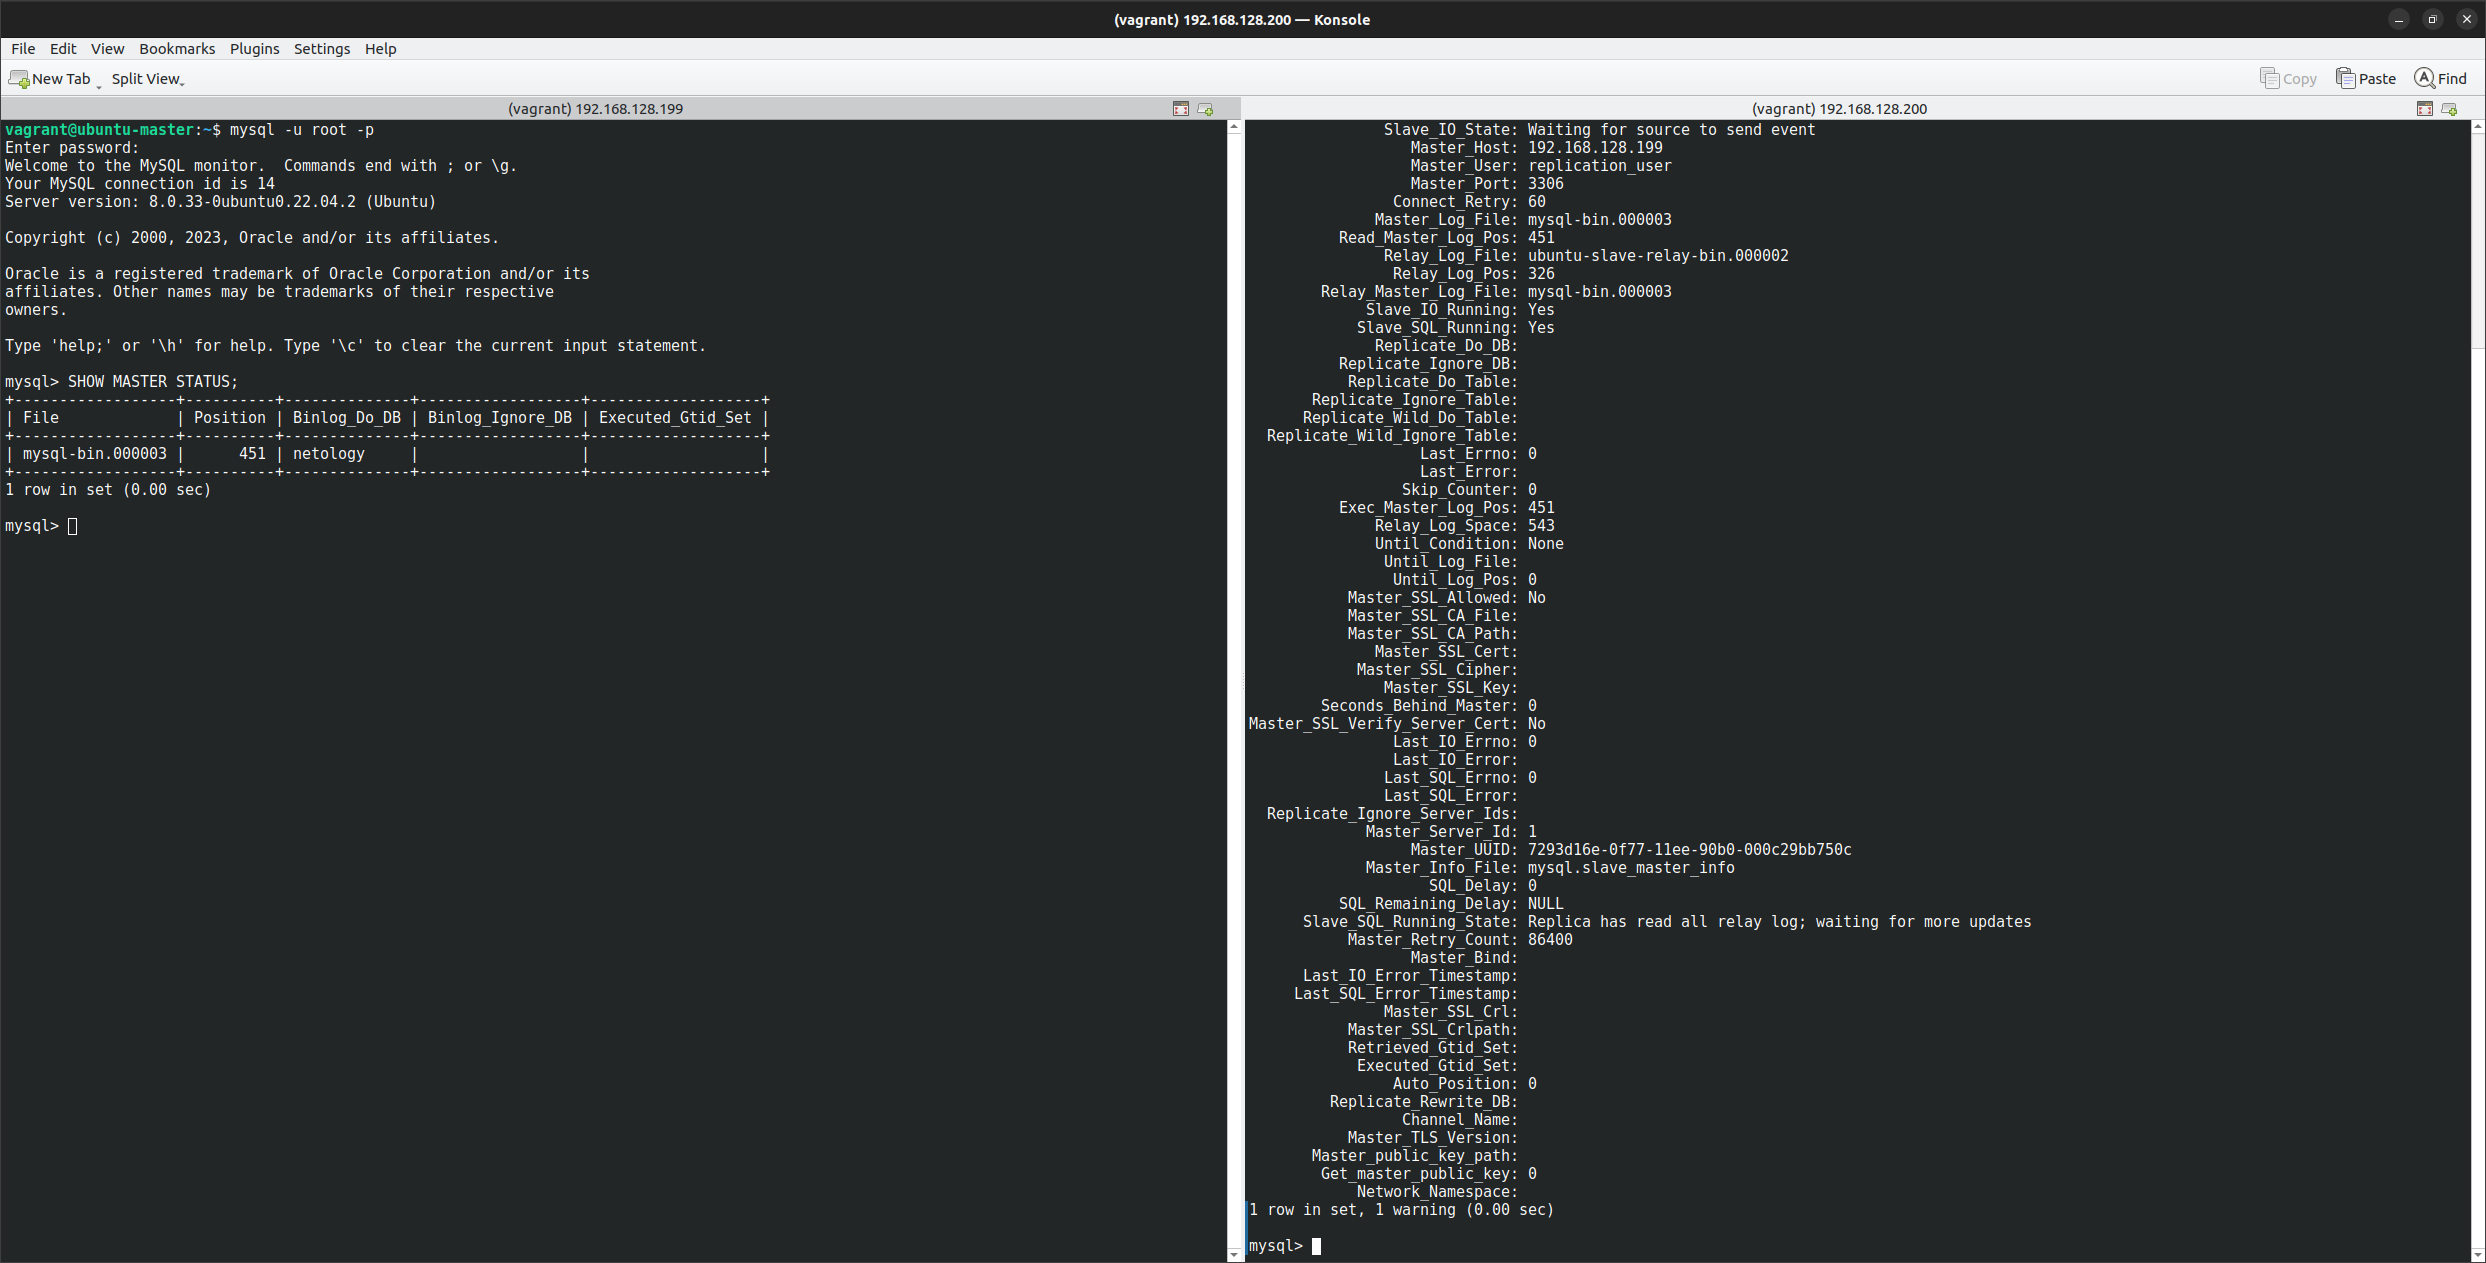 (vagrant) 192.168.128.200 — Konsole
File Edit View Bookmarks Plugins Settings Help
New Tab Split View Copy Paste Find
(vagrant) 192.168.128.199
vagrant@ubuntu-master:~$ mysql -u root -p
Enter password:
Welcome to the MySQL monitor.  Commands end with ; or \g.
Your MySQL connection id is 14
Server version: 8.0.33-0ubuntu0.22.04.2 (Ubuntu)
Copyright (c) 2000, 2023, Oracle and/or its affiliates.
Oracle is a registered trademark of Oracle Corporation and/or its
affiliates. Other names may be trademarks of their respective
owners.
Type 'help;' or '\h' for help. Type '\c' to clear the current input statement.
mysql> SHOW MASTER STATUS;
+------------------+----------+--------------+------------------+-------------------+
| File             | Position | Binlog_Do_DB | Binlog_Ignore_DB | Executed_Gtid_Set |
+------------------+----------+--------------+------------------+-------------------+
| mysql-bin.000003 |      451 | netology     |                  |                   |
+------------------+----------+--------------+------------------+-------------------+
1 row in set (0.00 sec)
mysql>
(vagrant) 192.168.128.200
Slave_IO_State: Waiting for source to send event
Master_Host: 192.168.128.199
Master_User: replication_user
Master_Port: 3306
Connect_Retry: 60
Master_Log_File: mysql-bin.000003
Read_Master_Log_Pos: 451
Relay_Log_File: ubuntu-slave-relay-bin.000002
Relay_Log_Pos: 326
Relay_Master_Log_File: mysql-bin.000003
Slave_IO_Running: Yes
Slave_SQL_Running: Yes
Replicate_Do_DB:
Replicate_Ignore_DB:
Replicate_Do_Table:
Replicate_Ignore_Table:
Replicate_Wild_Do_Table:
Replicate_Wild_Ignore_Table:
Last_Errno: 0
Last_Error:
Skip_Counter: 0
Exec_Master_Log_Pos: 451
Relay_Log_Space: 543
Until_Condition: None
Until_Log_File:
Until_Log_Pos: 0
Master_SSL_Allowed: No
Master_SSL_CA_File:
Master_SSL_CA_Path:
Master_SSL_Cert:
Master_SSL_Cipher:
Master_SSL_Key:
Seconds_Behind_Master: 0
Master_SSL_Verify_Server_Cert: No
Last_IO_Errno: 0
Last_IO_Error:
Last_SQL_Errno: 0
Last_SQL_Error:
Replicate_Ignore_Server_Ids:
Master_Server_Id: 1
Master_UUID: 7293d16e-0f77-11ee-90b0-000c29bb750c
Master_Info_File: mysql.slave_master_info
SQL_Delay: 0
SQL_Remaining_Delay: NULL
Slave_SQL_Running_State: Replica has read all relay log; waiting for more updates
Master_Retry_Count: 86400
Master_Bind:
Last_IO_Error_Timestamp:
Last_SQL_Error_Timestamp:
Master_SSL_Crl:
Master_SSL_Crlpath:
Retrieved_Gtid_Set:
Executed_Gtid_Set:
Auto_Position: 0
Replicate_Rewrite_DB:
Channel_Name:
Master_TLS_Version:
Master_public_key_path:
Get_master_public_key: 0
Network_Namespace:
1 row in set, 1 warning (0.00 sec)
mysql>